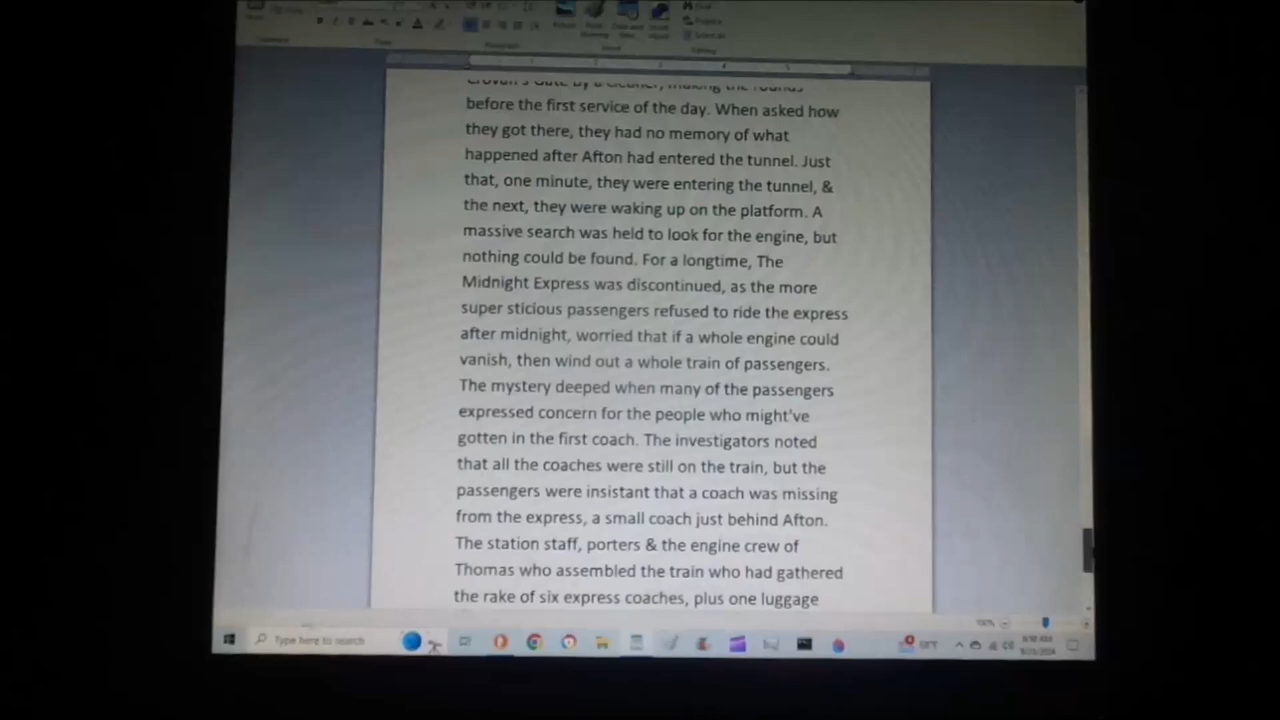 before the first service of the day. When asked how
they got there, they had no memory of what
happened after Afton had entered the tunnel. Just
that, one minute, they were entering the tunnel, &
the next, they were waking up on the platform. A
massive search was held to look for the engine, but
nothing could be found. For a longtime, The
Midnight Express was discontinued, as the more
super sticious passengers refused to ride the express
after midnight, worried that if a whole engine could
vanish, then wind out a whole train of passengers.
The mystery deeped when many of the passengers
expressed concern for the people who might've
gotten in the first coach. The investigators noted
that all the coaches were still on the train, but the
passengers were insistant that a coach was missing
from the express, a small coach just behind Afton.
The station staff, porters & the engine crew of
Thomas who assembled the train who had gathered
the rake of six express coaches, plus one luggage
100%
Type here to search